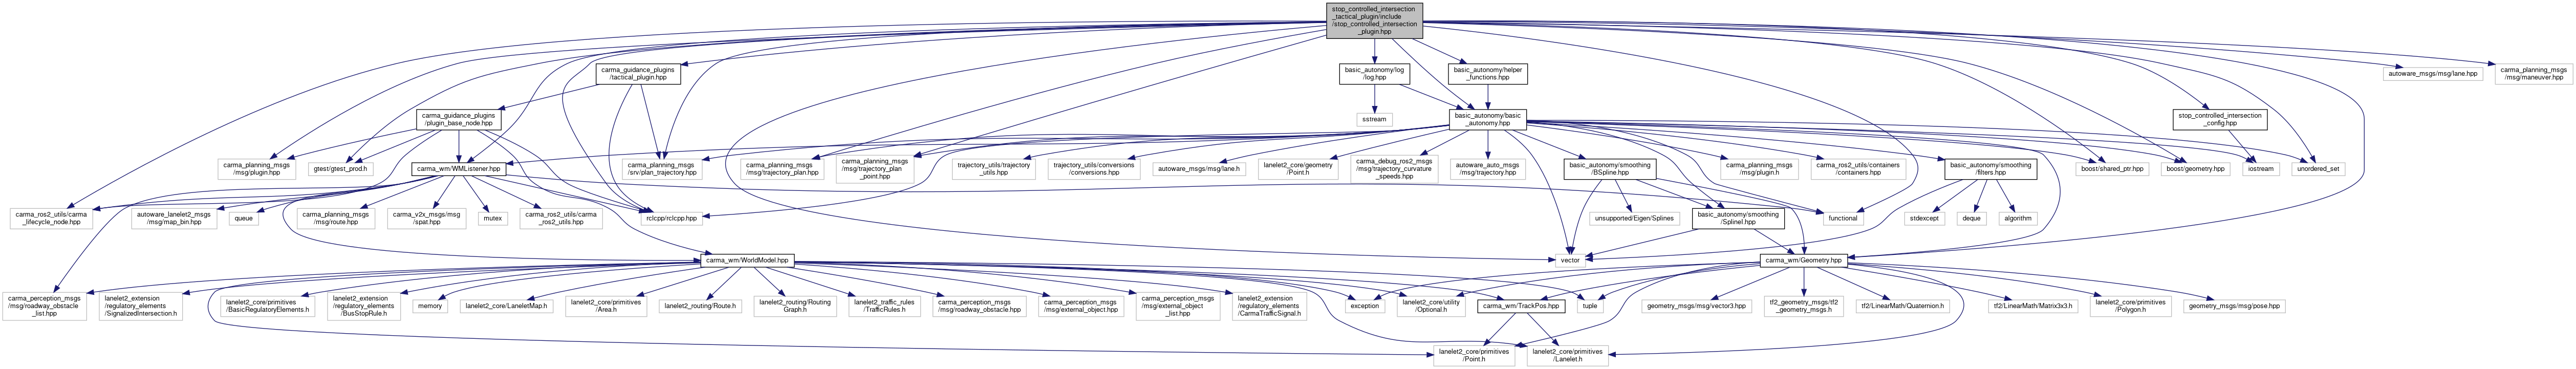 stop_controlled_intersection
_tactical_plugin/include
/stop_controlled_intersection
_plugin.hpp
carma_guidance_plugins
/tactical_plugin.hpp
basic_autonomy/log
/log.hpp
basic_autonomy/helper
_functions.hpp
autoware_msgs/msg/lane.hpp
carma_planning_msgs
/msg/maneuver.hpp
carma_guidance_plugins
/plugin_base_node.hpp
sstream
basic_autonomy/basic
_autonomy.hpp
stop_controlled_intersection
_config.hpp
carma_planning_msgs
/msg/plugin.hpp
gtest/gtest_prod.h
carma_wm/WMListener.hpp
carma_planning_msgs
/srv/plan_trajectory.hpp
carma_planning_msgs
/msg/trajectory_plan.hpp
carma_planning_msgs
/msg/trajectory_plan
_point.hpp
trajectory_utils/trajectory
_utils.hpp
trajectory_utils/conversions
/conversions.hpp
autoware_msgs/msg/lane.h
lanelet2_core/geometry
/Point.h
carma_debug_ros2_msgs
/msg/trajectory_curvature
_speeds.hpp
autoware_auto_msgs
/msg/trajectory.hpp
basic_autonomy/smoothing
/BSpline.hpp
carma_planning_msgs
/msg/plugin.h
carma_ros2_utils/containers
/containers.hpp
basic_autonomy/smoothing
/filters.hpp
boost/shared_ptr.hpp
boost/geometry.hpp
iostream
unordered_set
carma_ros2_utils/carma
_lifecycle_node.hpp
autoware_lanelet2_msgs
/msg/map_bin.hpp
queue
carma_planning_msgs
/msg/route.hpp
carma_v2x_msgs/msg
/spat.hpp
mutex
carma_ros2_utils/carma
_ros2_utils.hpp
rclcpp/rclcpp.hpp
unsupported/Eigen/Splines
basic_autonomy/smoothing
/SplineI.hpp
functional
stdexcept
deque
algorithm
carma_wm/WorldModel.hpp
vector
carma_wm/Geometry.hpp
carma_perception_msgs
/msg/roadway_obstacle
_list.hpp
lanelet2_extension
/regulatory_elements
/SignalizedIntersection.h
lanelet2_core/primitives
/BasicRegulatoryElements.h
lanelet2_extension
/regulatory_elements
/BusStopRule.h
memory
lanelet2_core/LaneletMap.h
lanelet2_core/primitives
/Area.h
lanelet2_routing/Route.h
lanelet2_routing/Routing
Graph.h
lanelet2_traffic_rules
/TrafficRules.h
carma_perception_msgs
/msg/roadway_obstacle.hpp
carma_perception_msgs
/msg/external_object.hpp
carma_perception_msgs
/msg/external_object
_list.hpp
lanelet2_extension
/regulatory_elements
/CarmaTrafficSignal.h
exception
lanelet2_core/utility
/Optional.h
carma_wm/TrackPos.hpp
tuple
geometry_msgs/msg/vector3.hpp
tf2_geometry_msgs/tf2
_geometry_msgs.h
tf2/LinearMath/Quaternion.h
tf2/LinearMath/Matrix3x3.h
lanelet2_core/primitives
/Polygon.h
geometry_msgs/msg/pose.hpp
lanelet2_core/primitives
/Point.h
lanelet2_core/primitives
/Lanelet.h